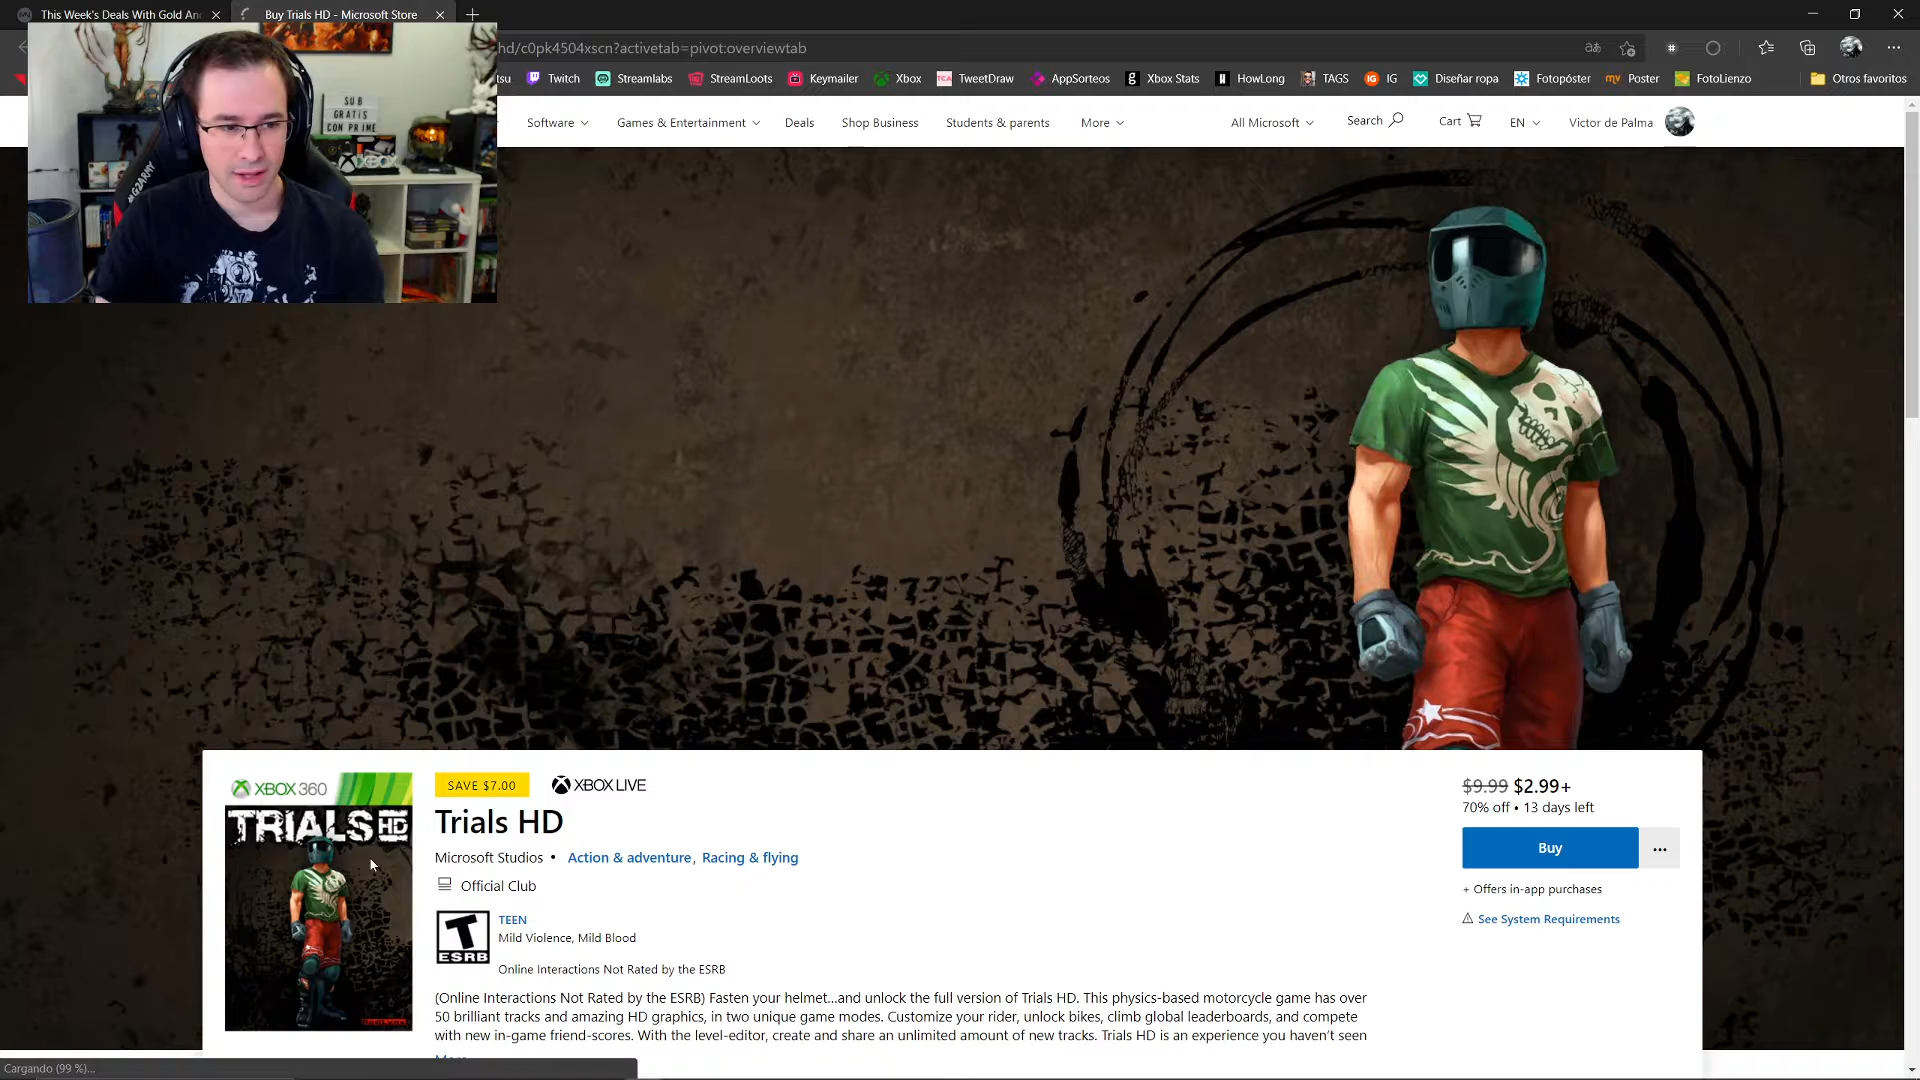 This Week's Deals With Gold An
Buy Trials HD - Microsoft Store
hd/c0pk4504xscn?activetab=pivot:overviewtab
Twitch
Streamlabs
StreamLoots
Keymailer
Xbox
TCA
TweetDraw
AppSorteos
Xbox Stats
HowLong
TAGS
IG
IG
Diseñar ropa
Fotopóster
Poster
FotoLienzo
Otros favoritos
Software
Games & Entertainment
Deals
Shop Business
Students & parents
More
All Microsoft
Search
Cart
EN
Victor de Palma
SUB
GRATIS
CON PRIME
XBOX
XBOX 360
TRIALS HD
SAVE $7.00
XBOX LIVE
Trials HD
Microsoft Studios • Action & adventure, Racing & flying
Official Club
T
ESRB
TEEN
Mild Violence, Mild Blood
Online Interactions Not Rated by the ESRB
(Online Interactions Not Rated by the ESRB) Fasten your helmet...and unlock the full version of Trials HD. This physics-based motorcycle game has over
50 brilliant tracks and amazing HD graphics, in two unique game modes. Customize your rider, unlock bikes, climb global leaderboards, and compete
with new in-game friend-scores. With the level-editor, create and share an unlimited amount of new tracks. Trials HD is an experience you haven't seen
More
$9.99 $2.99+
70% off • 13 days left
Buy
+ Offers in-app purchases
See System Requirements
Cargando (99 %)...